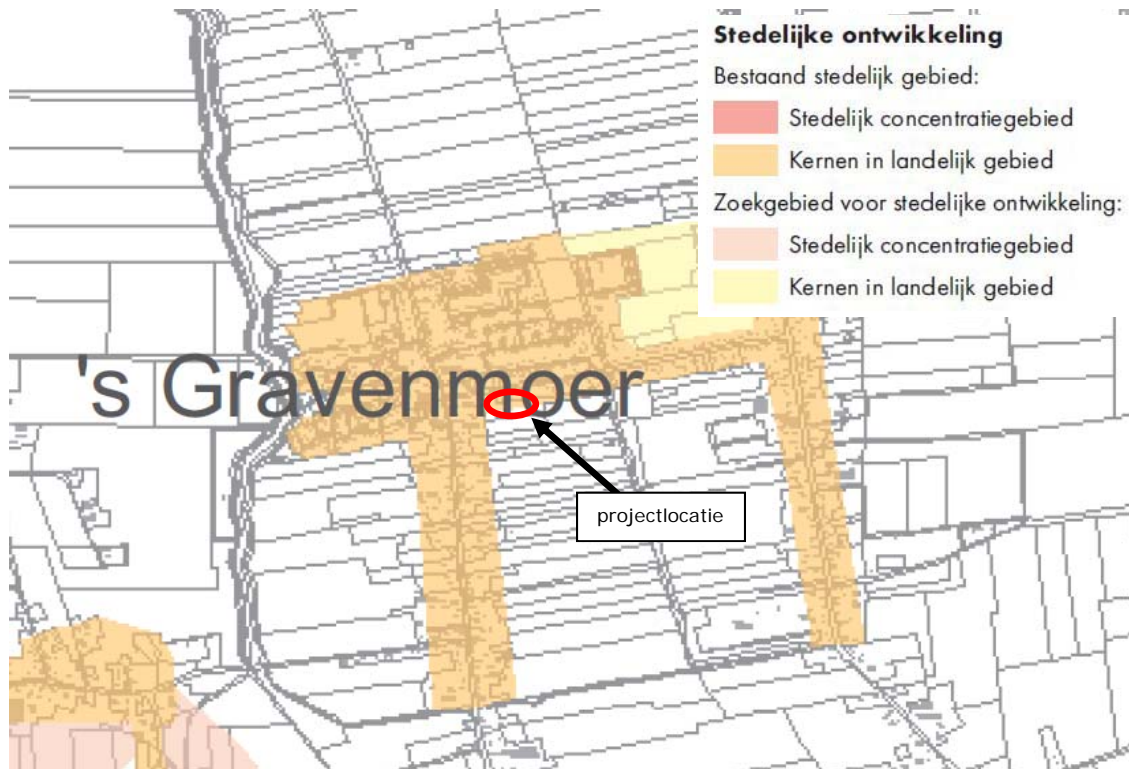 Stedelijke ontwikkeling
Bestaand stedelijk gebied:
Stedelijk concentratiegebied
Kernen in landelijk gebied
Zoekgebied voor stedelijke ontwikkeling:
Stedelijk concentratiegebied
Kernen in landelijk gebied
's Gravenmoer
projectlocatie